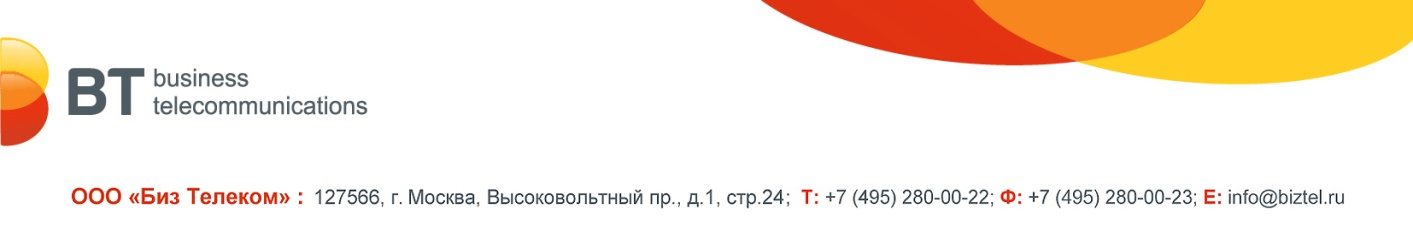 BT business
telecommunications
ООО «Биз Телеком» : 127566, г. Москва, Высоковольтный пр., д.1, стр.24; Т: +7 (495) 280-00-22; Ф: +7 (495) 280-00-23; Е: info@biztel.ru